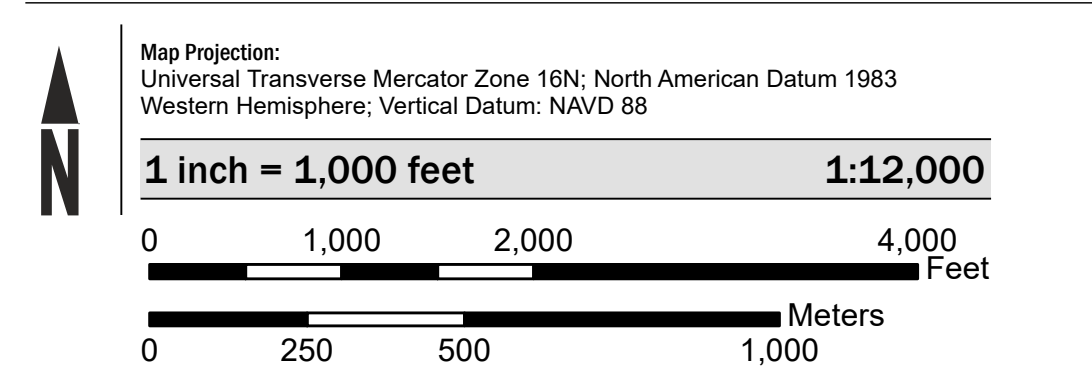 N
Map Projection:
Universal Transverse Mercator Zone 16N; North American Datum 1983
Western Hemisphere; Vertical Datum: NAVD 88
1 inch = 1,000 feet 1:12,000
0 1,000 2,000 4,000
Feet
Meters
0 250 500 1,000